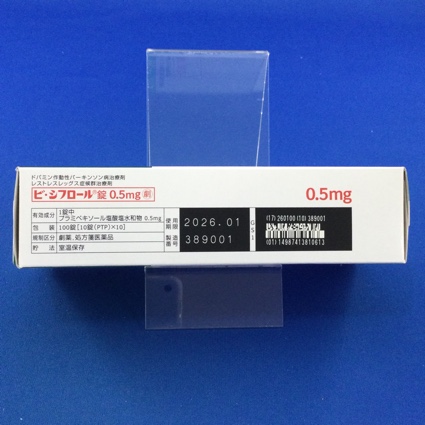 ドパミン作動性パーキンソン病治療剤
レストレスレッグス症候群治療剤
ビ・シフロール®錠 0.5mg 劇
0.5mg
有効成分 1錠中
プラミペキソール塩酸塩水和物 0.5mg
包装 100錠[10錠(PTP)×10]
規制区分 劇薬、処方箋医薬品
貯法 室温保存
使用期限 2026.01
製造番号 389001
GS1
(17)260100(10)389001
(01)14987413810613